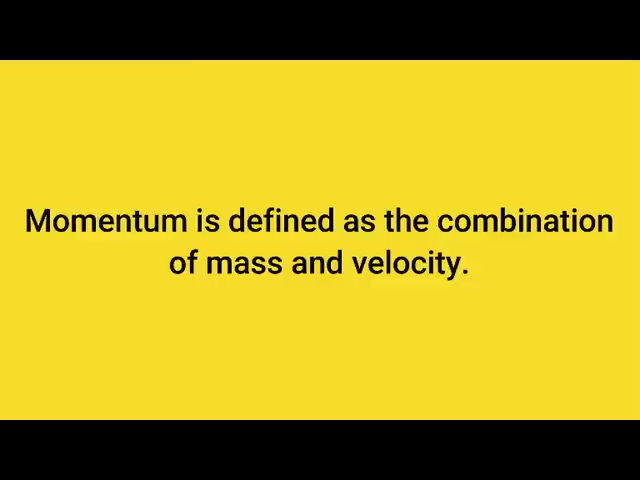 Momentum is defined as the combination
of mass and velocity.